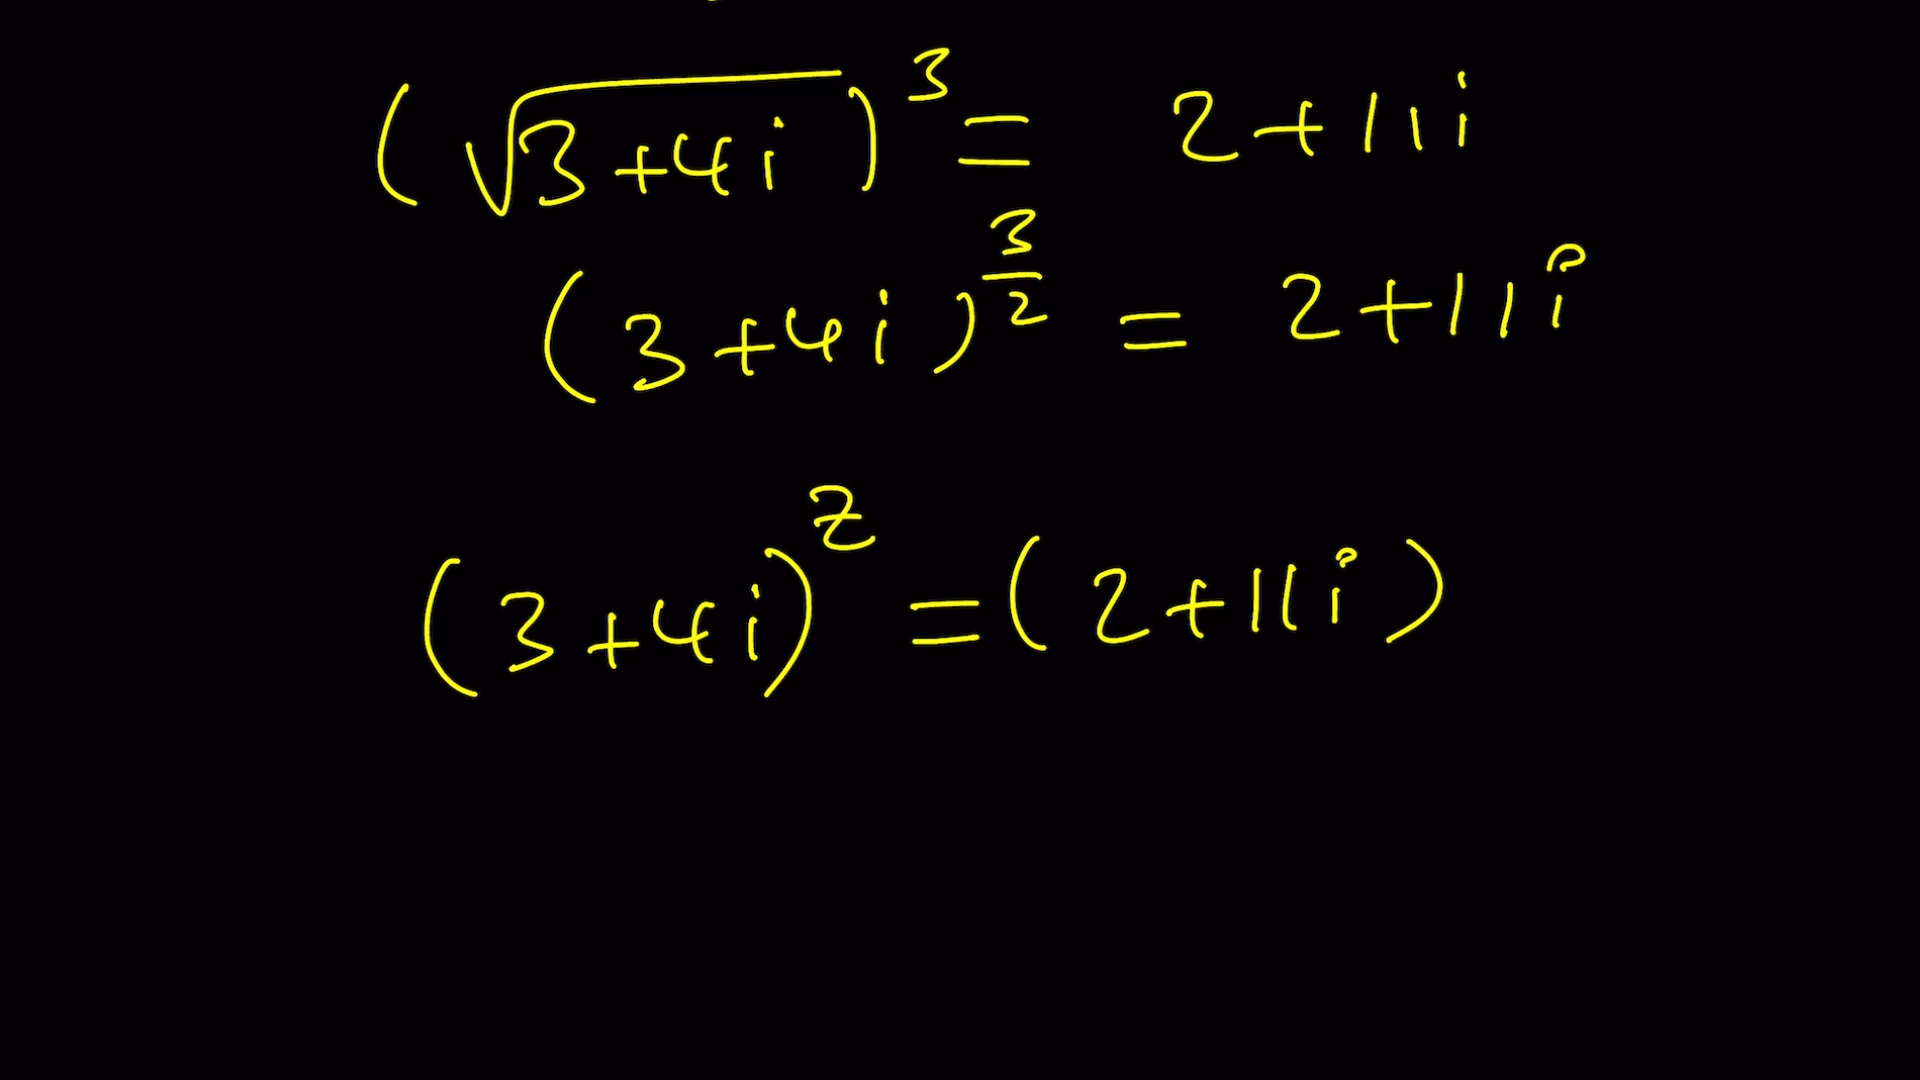 (√3+4i)³ = 2+11i
(3+4i)^(3/2) = 2+11i
(3+4i)^z = (2+11i)